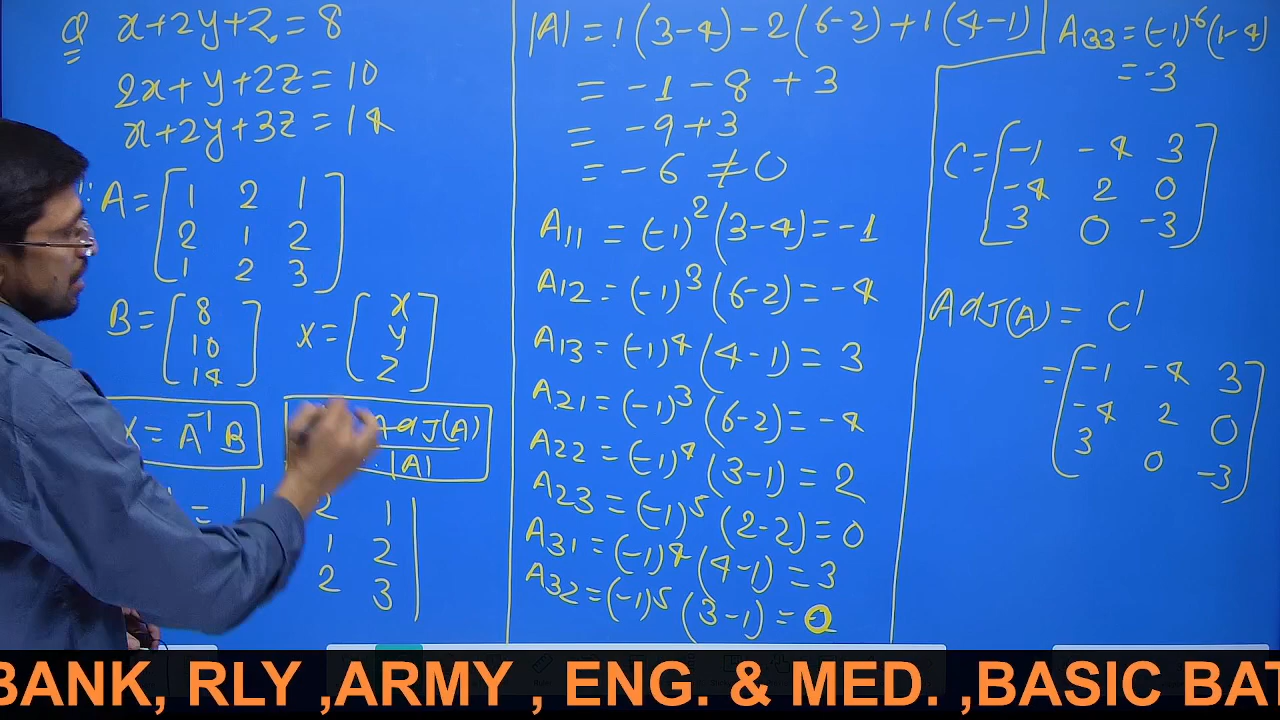 Q x+2y+z=8
2x+y+2z=10
x+2y+3z=14
A=[1 2 1
2 1 2
1 2 3]
B=[8
10
14]
X=[x
y
z]
X=A⁻¹B
AdJ(A)
|A|
=
2 1
1 2
2 3|
|A|=1(3-4)-2(6-2)+1(4-1)
=-1-8+3
=-9+3
=-6≠0
A11=(-1)²(3-4)=-1
A12=(-1)³(6-2)=-4
A13=(-1)⁴(4-1)=3
A21=(-1)³(6-2)=-4
A22=(-1)⁴(3-1)=2
A23=(-1)⁵(2-2)=0
A31=(-1)⁴(4-1)=3
A32=(-1)⁵(3-1)=
A33=(-1)⁶(1-4)
=-3
C=[-1 -4 3
-4 2 0
3 0 -3]
AdJ(A)=C'
=[-1 -4 3
-4 2 0
3 0 -3]
BANK, RLY ,ARMY , ENG. & MED. ,BASIC BAT